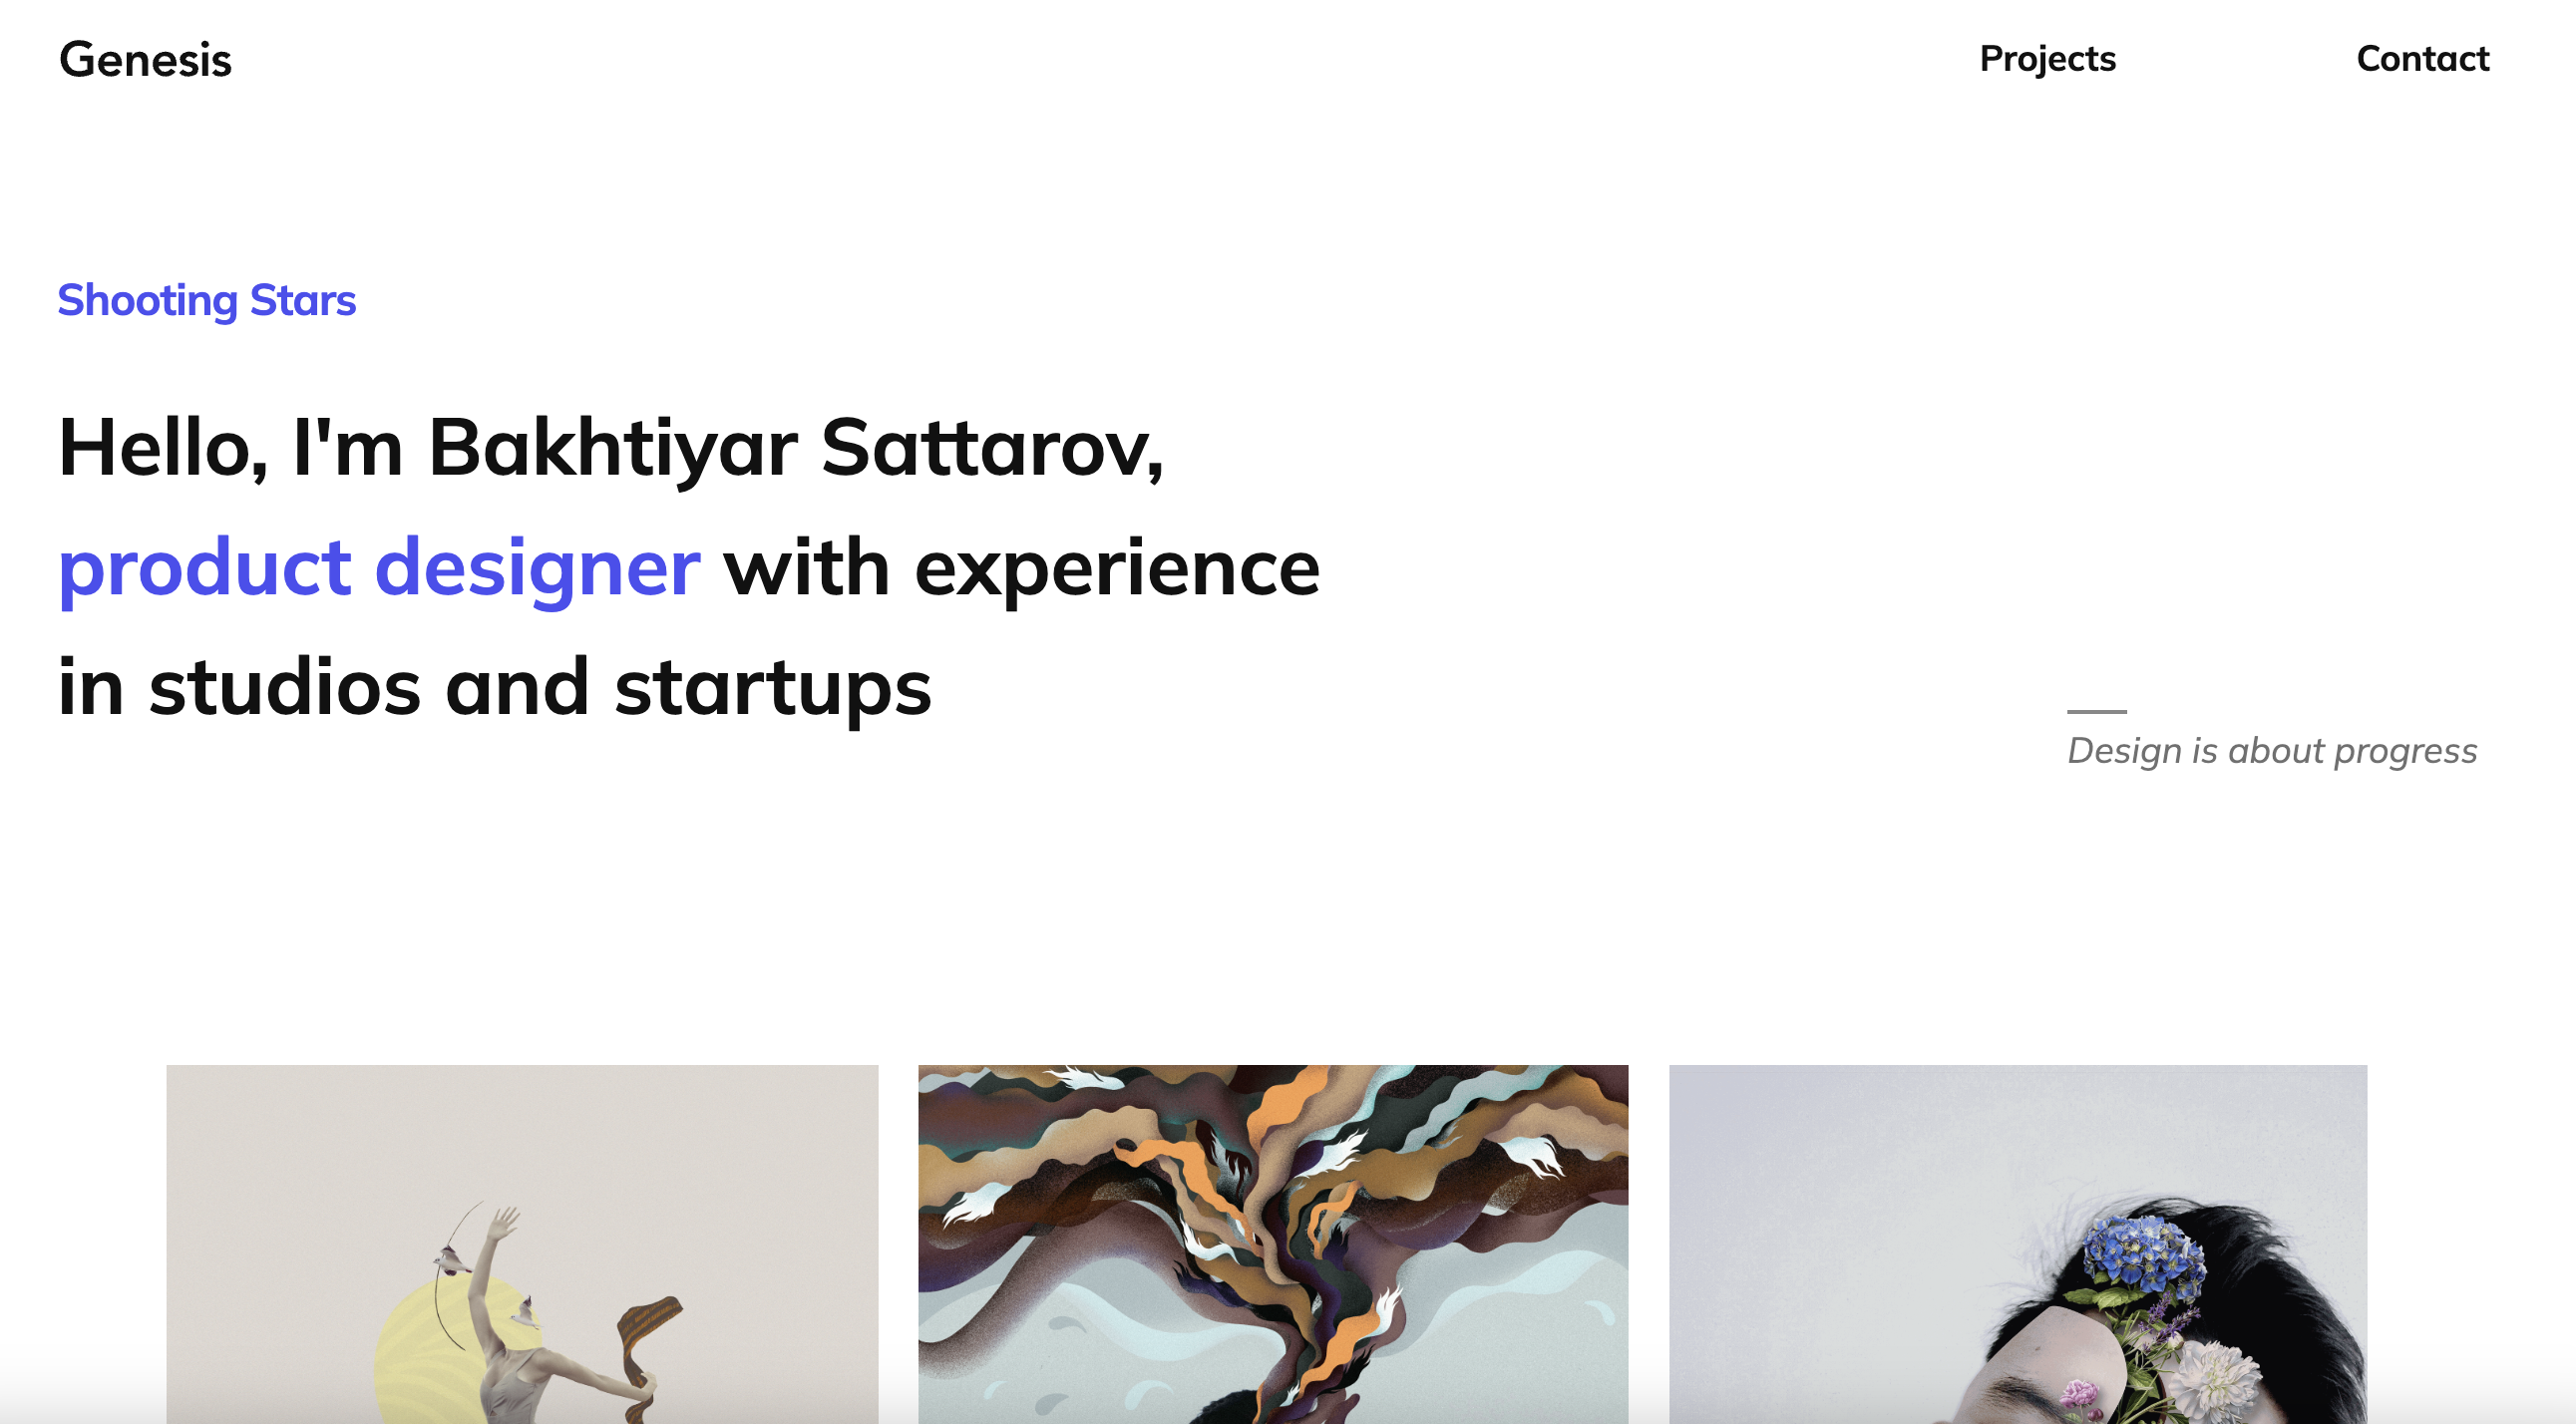 Genesis
Projects
Contact
Shooting Stars
Hello, I'm Bakhtiyar Sattarov,
product designer with experience
in studios and startups
Design is about progress